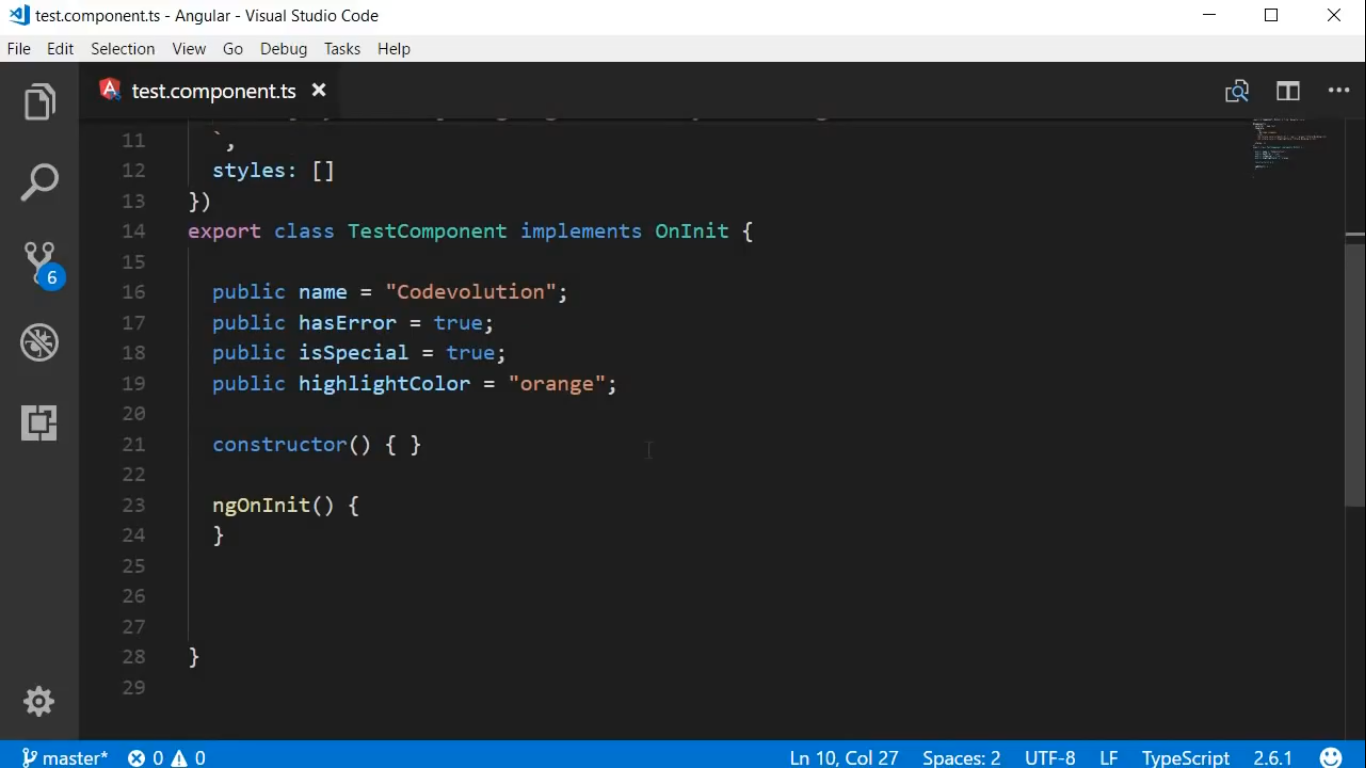 test.component.ts - Angular - Visual Studio Code
File Edit Selection View Go Debug Tasks Help
test.component.ts
11 `,
12 styles: []
13 })
14 export class TestComponent implements OnInit {
15
16 public name = "Codevolution";
17 public hasError = true;
18 public isSpecial = true;
19 public highlightColor = "orange";
20
21 constructor() { }
22
23 ngOnInit() {
24 }
25
26
27
28 }
29
6
master* 0 0 Ln 10, Col 27 Spaces: 2 UTF-8 LF TypeScript 2.6.1